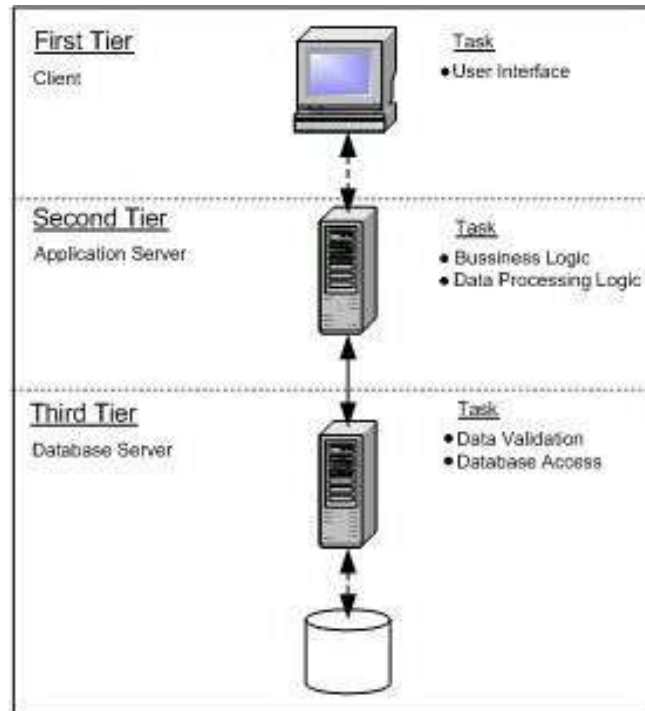 First Tier
Client
Task
• User Interface
Second Tier
Application Server
Task
• Bussiness Logic
• Data Processing Logic
Third Tier
Database Server
Task
• Data Validation
• Database Access